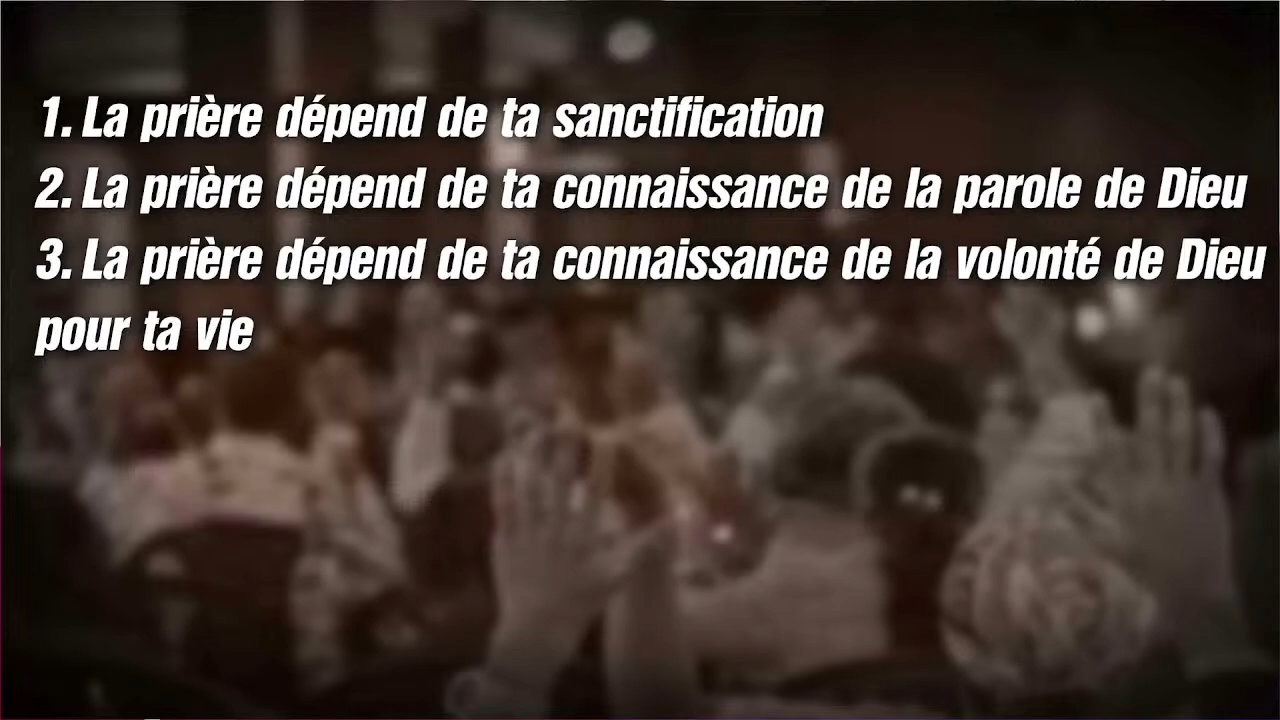 1. La prière dépend de ta sanctification
2. La prière dépend de ta connaissance de la parole de Dieu
3. La prière dépend de ta connaissance de la volonté de Dieu
pour ta vie